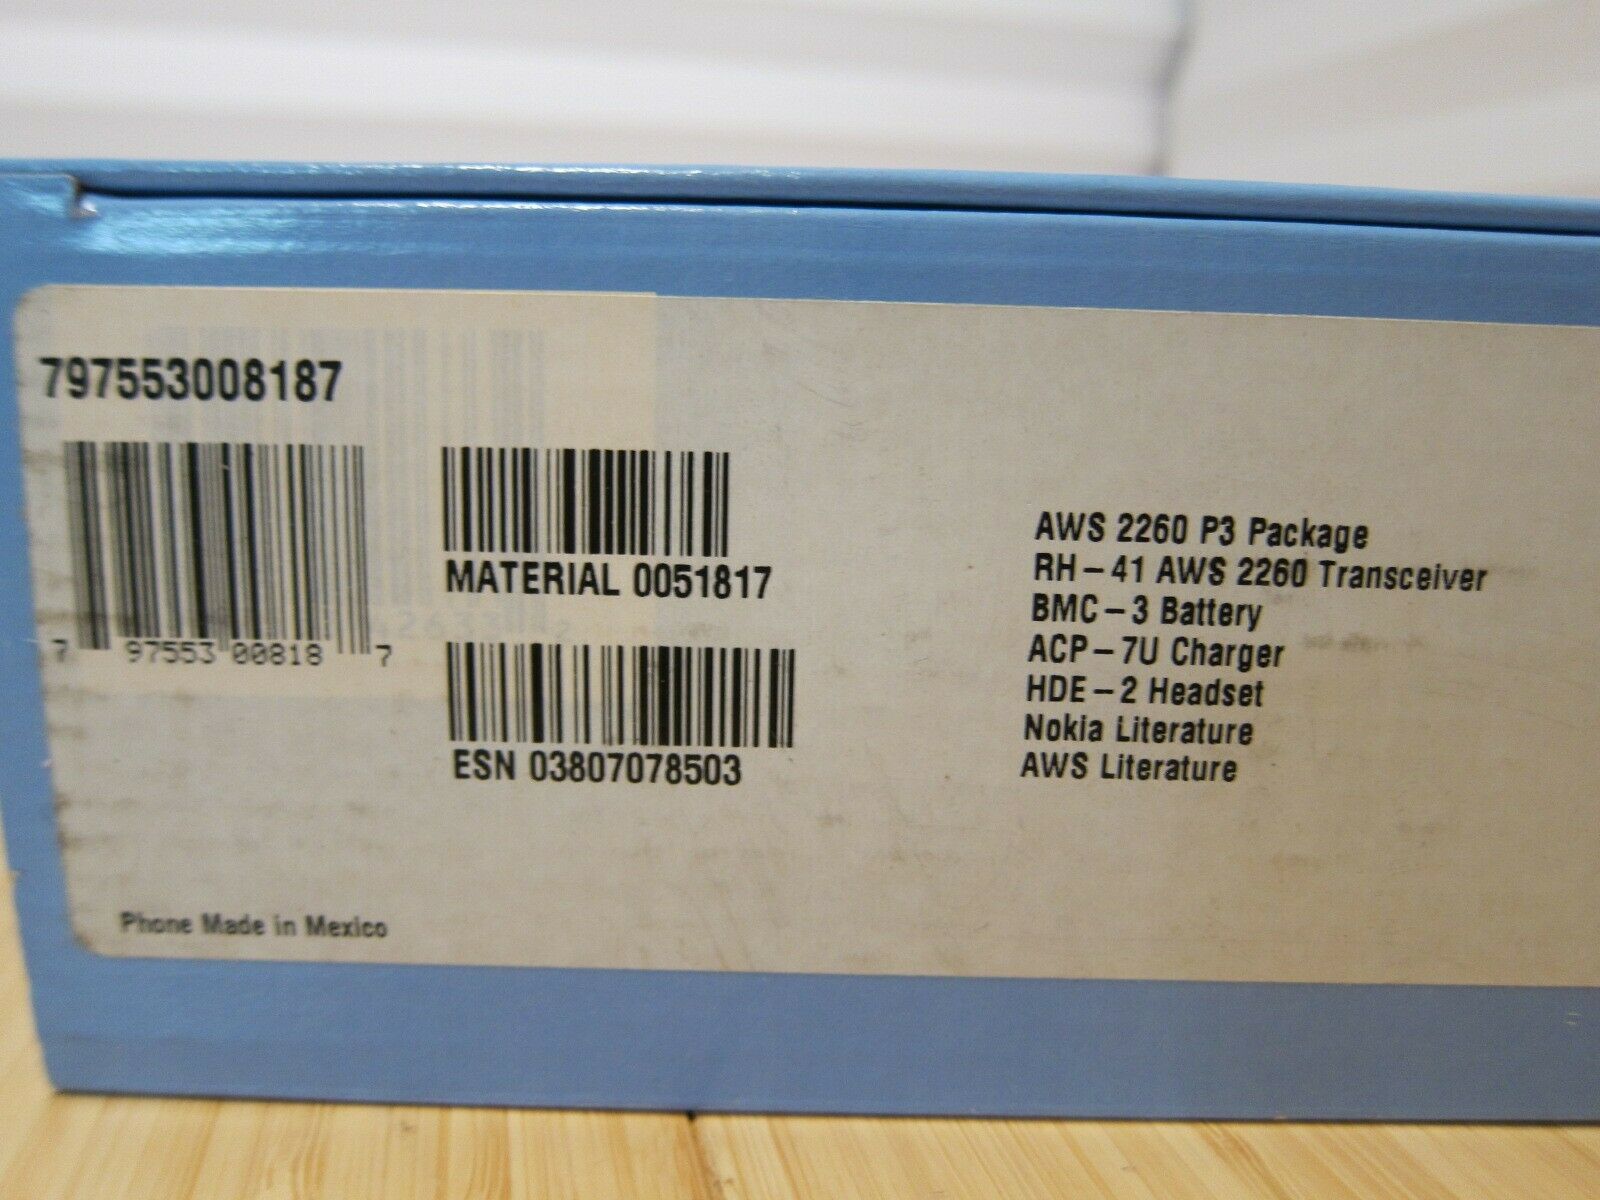 797553008187
7 97553 00818 7
MATERIAL 0051817
ESN 03807078503
AWS 2260 P3 Package
RH-41 AWS 2260 Transceiver
BMC-3 Battery
ACP-7U Charger
HDE-2 Headset
Nokia Literature
AWS Literature
Phone Made in Mexico